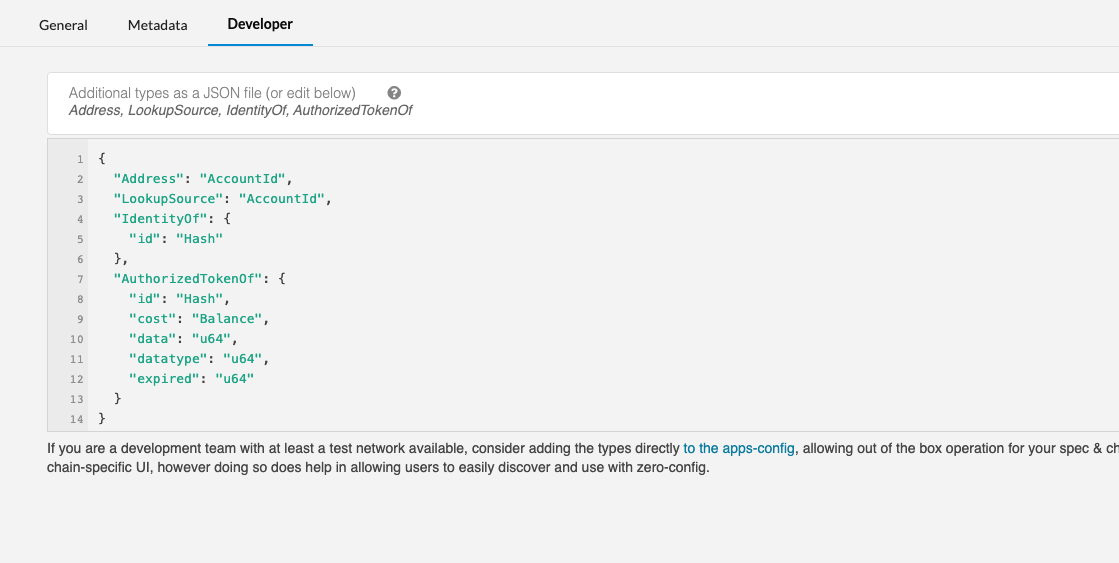 General Metadata Developer
Additional types as a JSON file (or edit below) ?
Address, LookupSource, IdentityOf, AuthorizedTokenOf
1 {
2 "Address": "AccountId",
3 "LookupSource": "AccountId",
4 "IdentityOf": {
5 "id": "Hash"
6 },
7 "AuthorizedTokenOf": {
8 "id": "Hash",
9 "cost": "Balance",
10 "data": "u64",
11 "datatype": "u64",
12 "expired": "u64"
13 }
14 }
If you are a development team with at least a test network available, consider adding the types directly to the apps-config, allowing out of the box operation for your spec & ch
chain-specific UI, however doing so does help in allowing users to easily discover and use with zero-config.